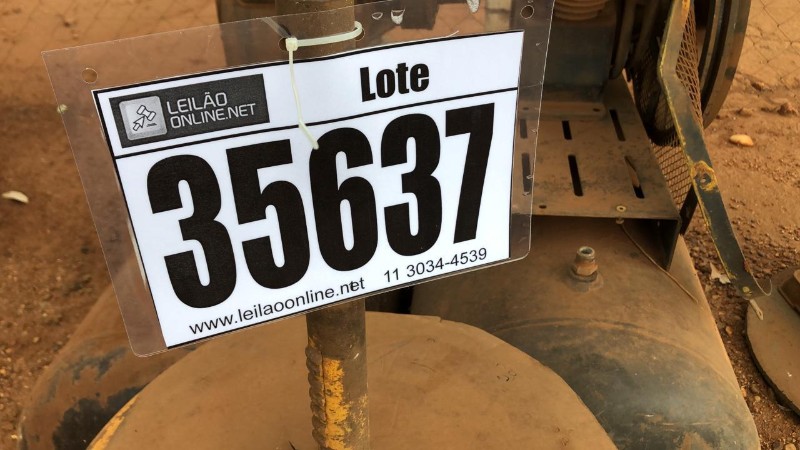 LEILÃO
ONLINE.NET
Lote
35637
www.leilaoonline.net 11 3034-4539